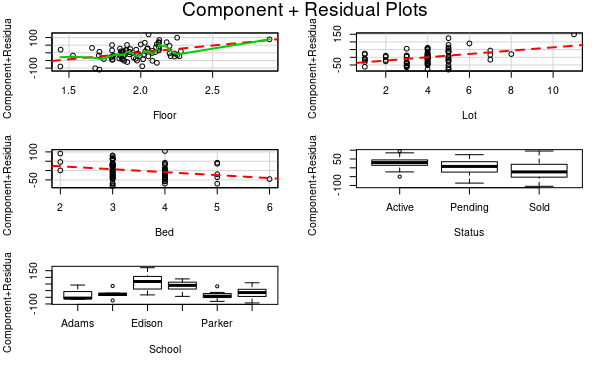 Component + Residual Plots
Component+Residua
-100
100
1.5 2.0 2.5
Floor
Component+Residua
-50
150
2 4 6 8 10
Lot
Component+Residua
-50
100
2 3 4 5 6
Bed
Component+Residua
-100
50
Active Pending Sold
Status
Component+Residua
-100
150
Adams Edison Parker
School